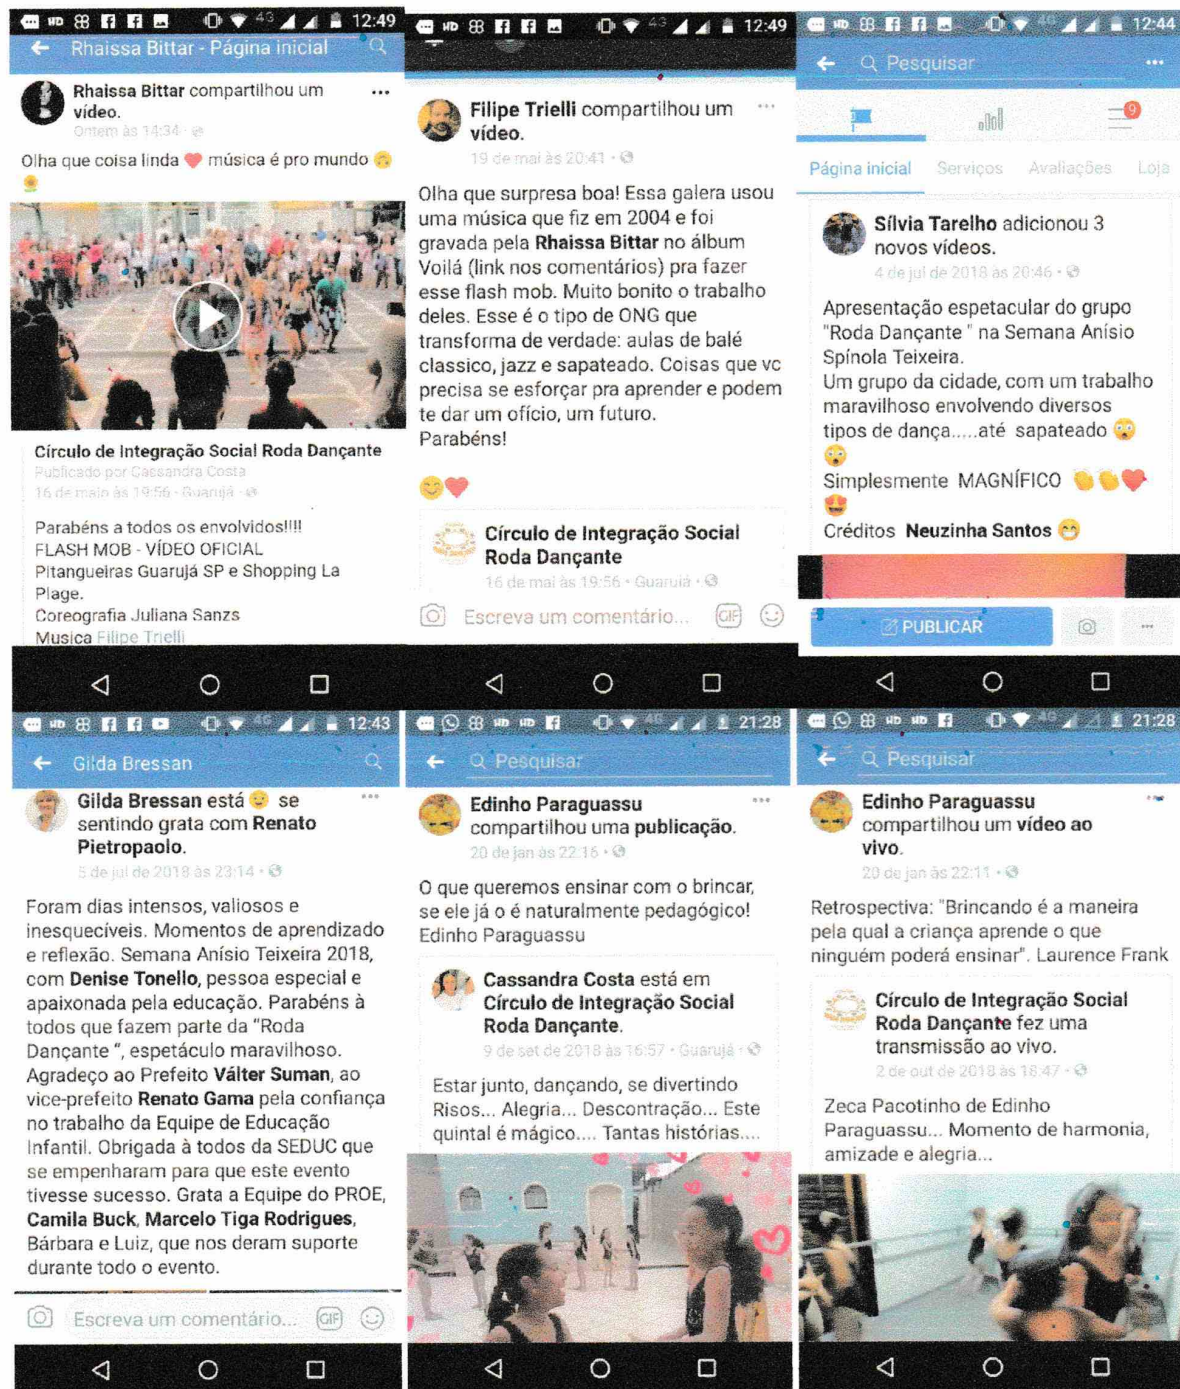 HD 4G 12:49
Rhaissa Bittar - Página inicial
Rhaissa Bittar compartilhou um
vídeo.
Ontem às 14:34
Olha que coisa linda ❤ música é pro mundo 🙃
🌼
Círculo de Integração Social Roda Dançante
Publicado por Cassandra Costa
16 de maio às 19:56 · Guarujá ·
Parabéns a todos os envolvidos!!!!
FLASH MOB - VÍDEO OFICIAL
Pitangueiras Guarujá SP e Shopping La
Plage.
Coreografia Juliana Sanzs
Musica Filipe Trielli
HD 4G 12:49
Filipe Trielli compartilhou um
vídeo.
19 de mai às 20:41 ·
Olha que surpresa boa! Essa galera usou
uma música que fiz em 2004 e foi
gravada pela Rhaissa Bittar no álbum
Voilá (link nos comentários) pra fazer
esse flash mob. Muito bonito o trabalho
deles. Esse é o tipo de ONG que
transforma de verdade: aulas de balé
classico, jazz e sapateado. Coisas que vc
precisa se esforçar pra aprender e podem
te dar um ofício, um futuro.
Parabéns!
😊❤
Círculo de Integração Social
Roda Dançante
16 de mai às 19:56 · Guarujá ·
Escreva um comentário... GIF
HD 4G 12:44
Pesquisar
9
Página inicial Serviços Avaliações Loja
Sílvia Tarelho adicionou 3
novos vídeos.
4 de jul de 2018 às 20:46 ·
Apresentação espetacular do grupo
"Roda Dançante " na Semana Anísio
Spínola Teixeira.
Um grupo da cidade, com um trabalho
maravilhoso envolvendo diversos
tipos de dança.....até sapateado 😲
😲
Simplesmente MAGNÍFICO 👏👏❤
🤩
Créditos Neuzinha Santos 😁
PUBLICAR
HD 4G 12:43
Gilda Bressan
Gilda Bressan está 😉 se
sentindo grata com Renato
Pietropaolo.
5 de jul de 2018 às 23:14 ·
Foram dias intensos, valiosos e
inesquecíveis. Momentos de aprendizado
e reflexão. Semana Anísio Teixeira 2018,
com Denise Tonello, pessoa especial e
apaixonada pela educação. Parabéns à
todos que fazem parte da "Roda
Dançante ", espetáculo maravilhoso.
Agradeço ao Prefeito Válter Suman, ao
vice-prefeito Renato Gama pela confiança
no trabalho da Equipe de Educação
Infantil. Obrigada à todos da SEDUC que
se empenharam para que este evento
tivesse sucesso. Grata a Equipe do PROE,
Camila Buck, Marcelo Tiga Rodrigues,
Bárbara e Luiz, que nos deram suporte
durante todo o evento.
Escreva um comentário... GIF
HD HD 4G 21:28
Pesquisar
Edinho Paraguassu
compartilhou uma publicação.
20 de jan às 22:16 ·
O que queremos ensinar com o brincar,
se ele já o é naturalmente pedagógico!
Edinho Paraguassu
Cassandra Costa está em
Círculo de Integração Social
Roda Dançante.
9 de set de 2018 às 16:57 · Guarujá ·
Estar junto, dançando, se divertindo
Risos... Alegria... Descontração... Este
quintal é mágico.... Tantas histórias....
HD HD 4G 21:28
Pesquisar
Edinho Paraguassu
compartilhou um vídeo ao
vivo.
20 de jan às 22:11 ·
Retrospectiva: "Brincando é a maneira
pela qual a criança aprende o que
ninguém poderá ensinar". Laurence Frank
Círculo de Integração Social
Roda Dançante fez uma
transmissão ao vivo.
2 de out de 2018 às 18:47 ·
Zeca Pacotinho de Edinho
Paraguassu... Momento de harmonia,
amizade e alegria...